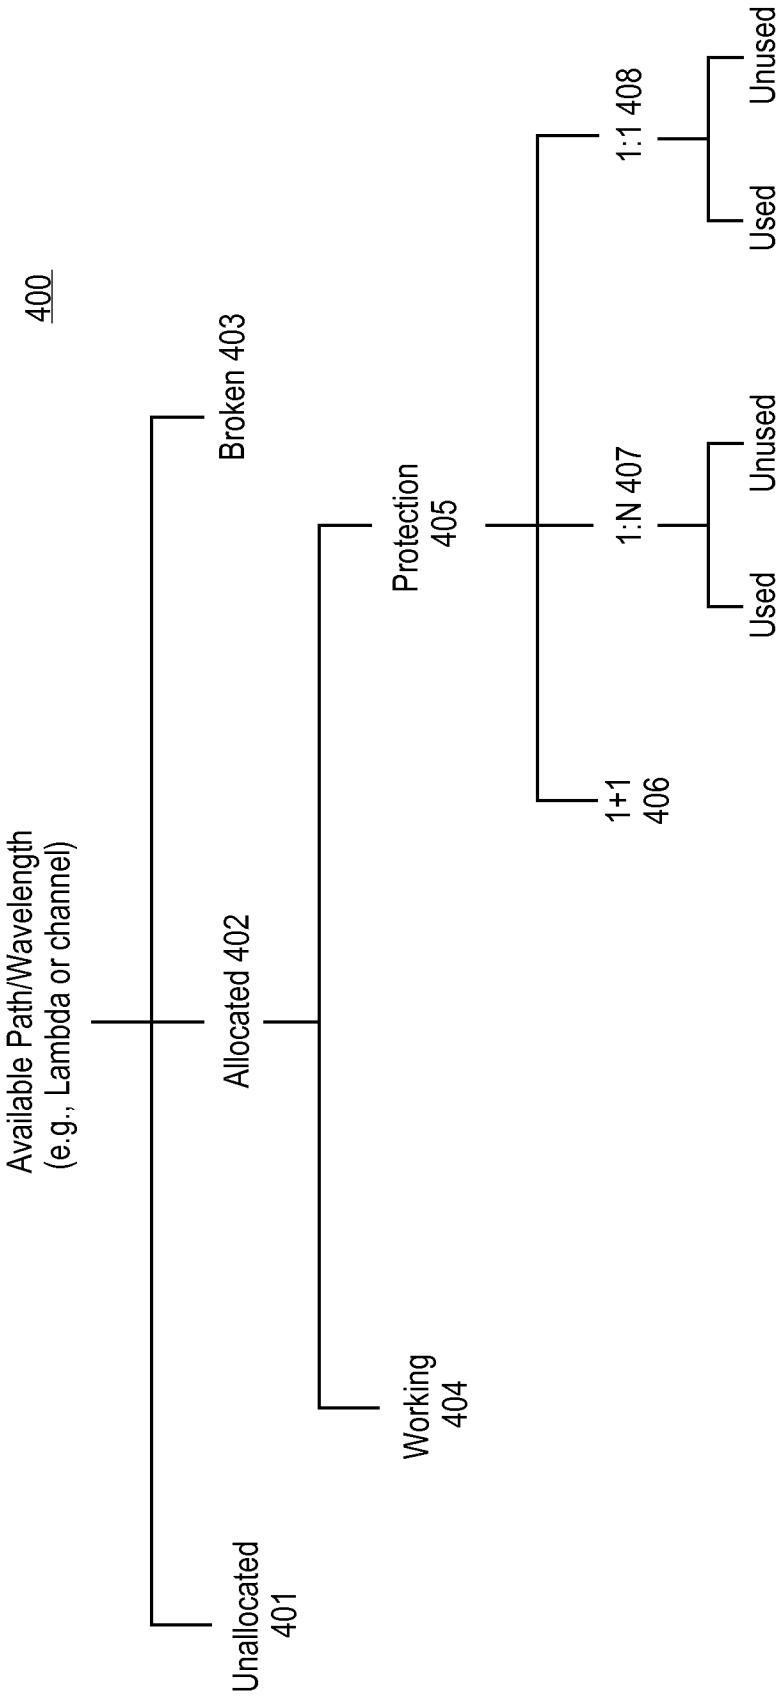 400
Available Path/Wavelength
(e.g., Lambda or channel)
Unallocated
401
Allocated 402
Broken 403
Working
404
Protection
405
1+1
406
1:N 407
1:1 408
Used
Unused
Used
Unused